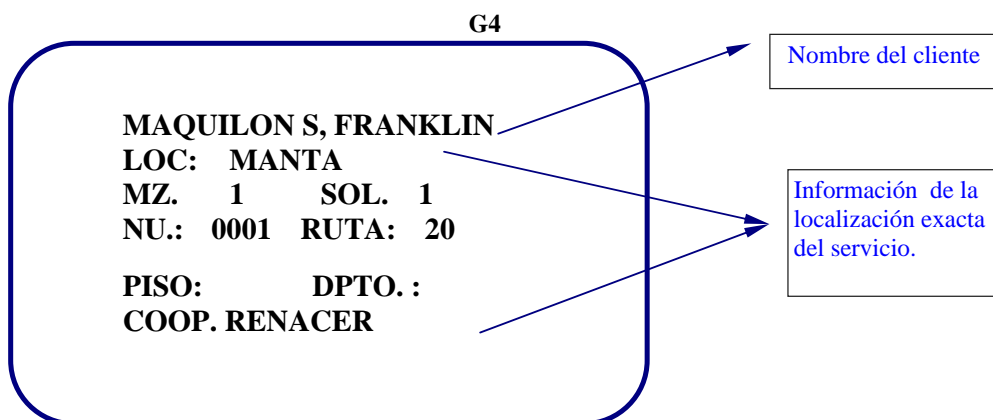 G4
MAQUILON S, FRANKLIN
LOC: MANTA
MZ. 1 SOL. 1
NU.: 0001 RUTA: 20
PISO: DPTO. :
COOP. RENACER
Nombre del cliente
Información de la
localización exacta
del servicio.